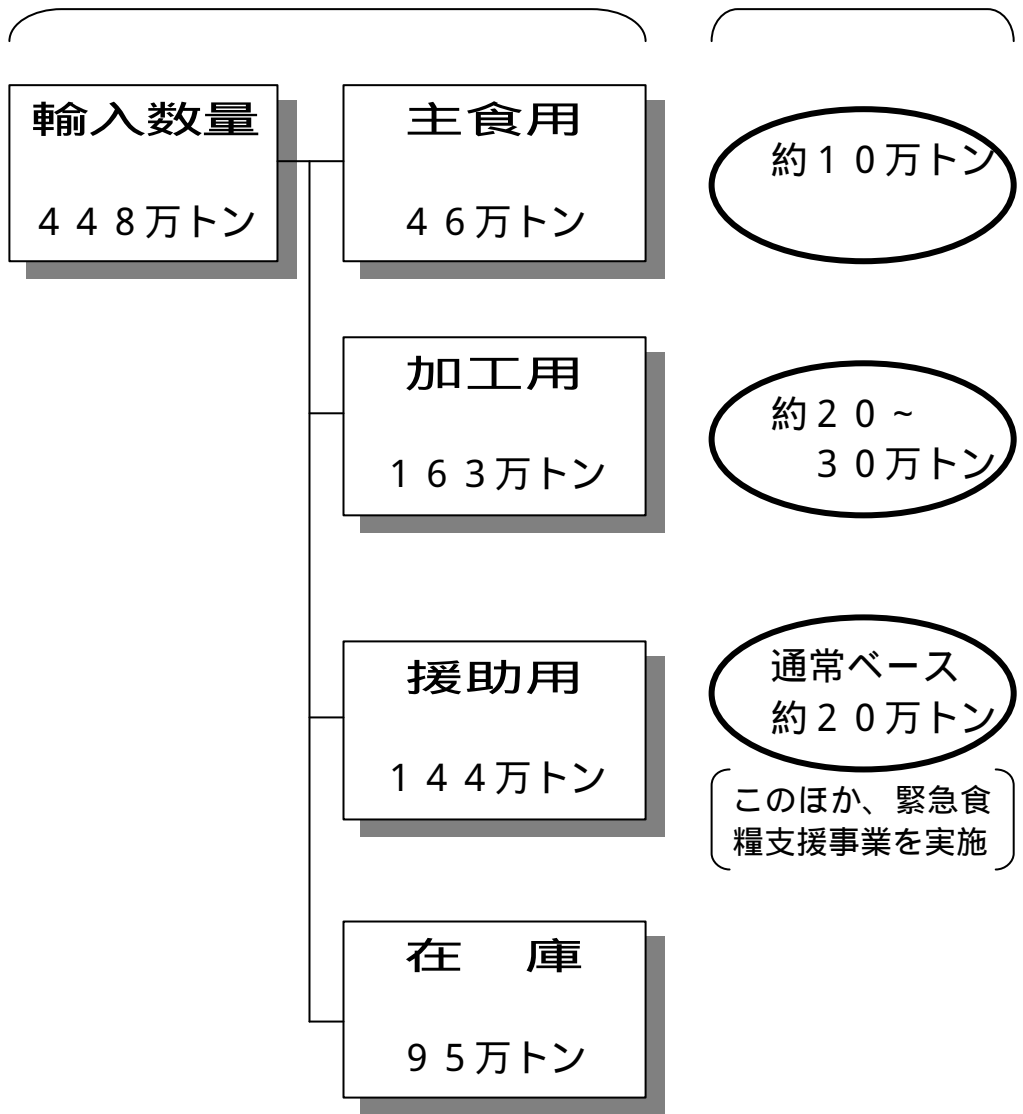 輸入数量
448万トン
主食用
46万トン
約10万トン
加工用
163万トン
約20~
30万トン
援助用
144万トン
通常ベース
約20万トン
このほか、緊急食
糧支援事業を実施
在 庫
95万トン